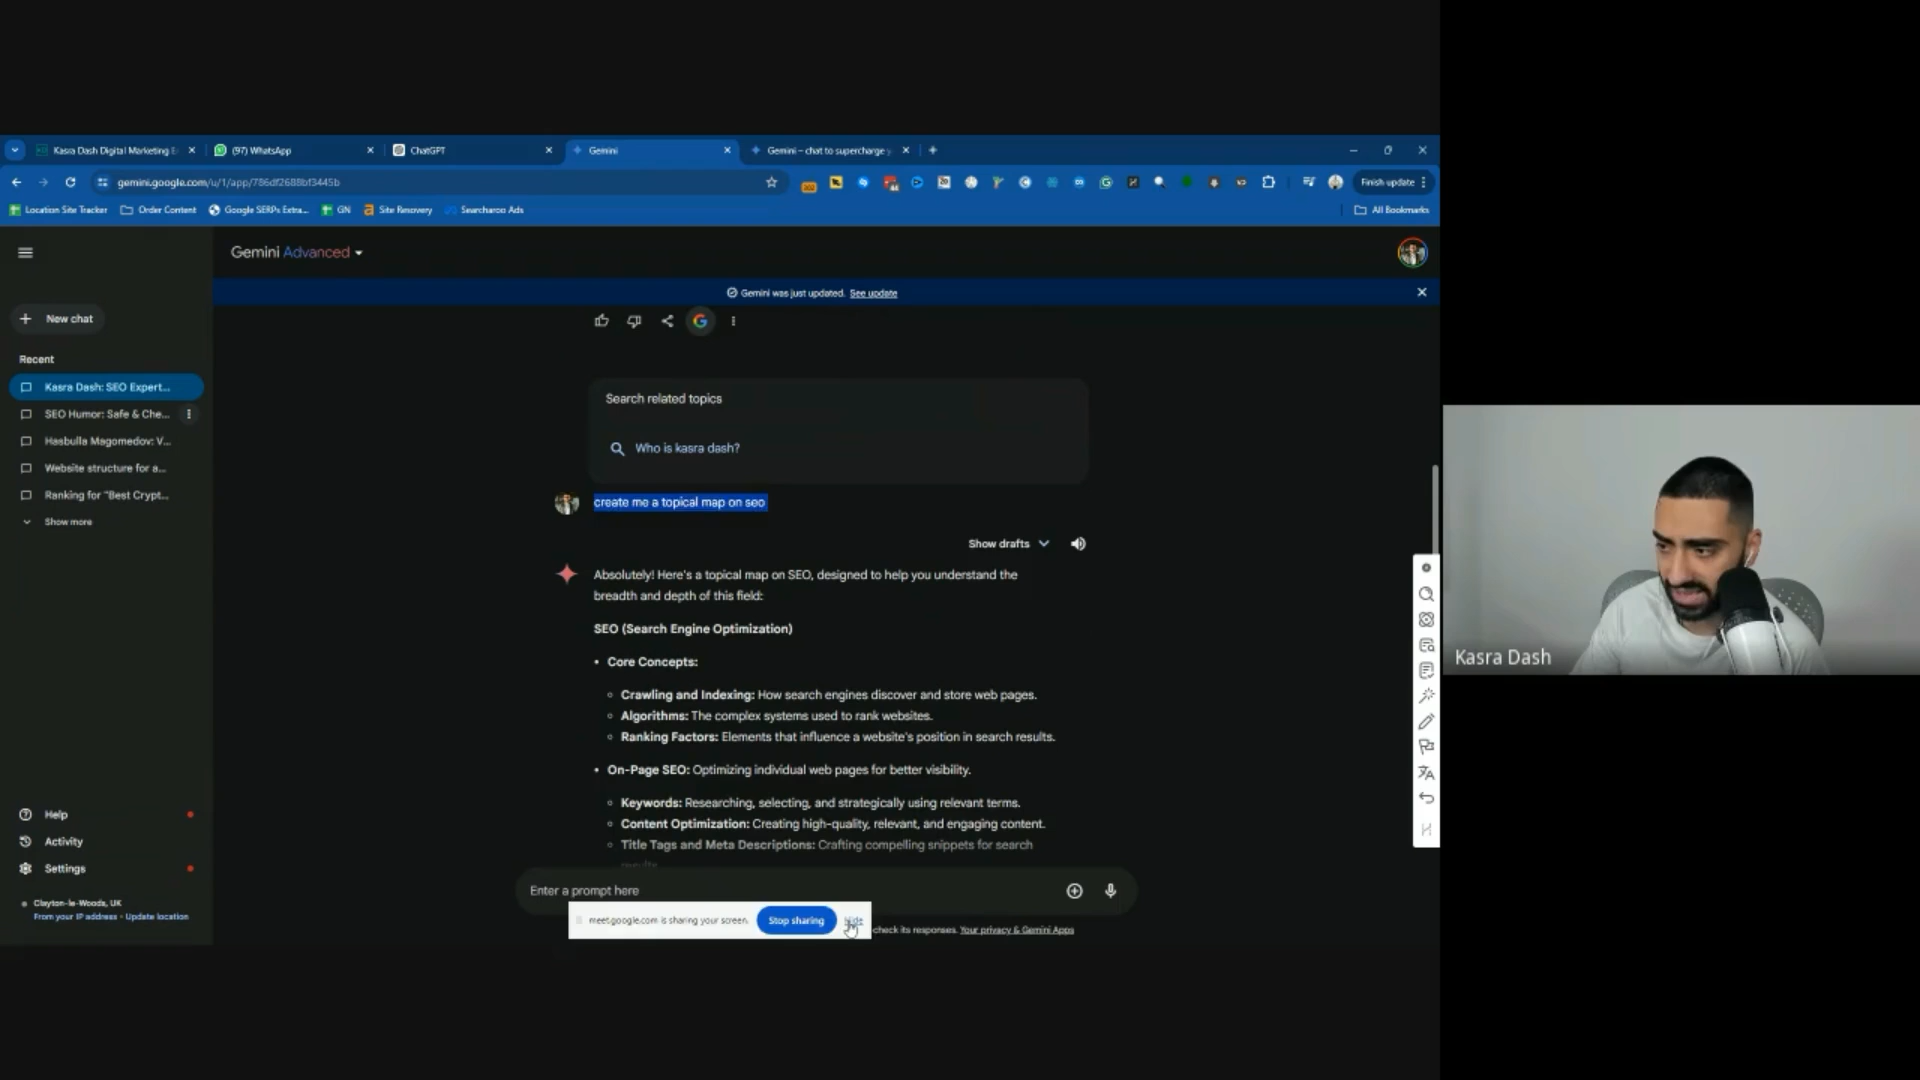 Kasra Dash Digital Marketing E
(97) WhatsApp
ChatGPT
Gemini
Gemini – chat to supercharge y
gemini.google.com/u/1/app/786df2688bf3445b
Finish update
Location Site Tracker
Order Content
Google SERPs Extra...
GN
Site Recovery
Searcharoo Ads
All Bookmarks
Gemini Advanced
Gemini was just updated. See update
New chat
Recent
Kasra Dash: SEO Expert...
SEO Humor: Safe & Che...
Hasbulla Magomedov: V...
Website structure for a...
Ranking for "Best Crypt...
Show more
Search related topics
Who is kasra dash?
create me a topical map on seo
Show drafts
Absolutely! Here's a topical map on SEO, designed to help you understand the
breadth and depth of this field:
SEO (Search Engine Optimization)
• Core Concepts:
Crawling and Indexing: How search engines discover and store web pages.
Algorithms: The complex systems used to rank websites.
Ranking Factors: Elements that influence a website's position in search results.
• On-Page SEO: Optimizing individual web pages for better visibility.
Keywords: Researching, selecting, and strategically using relevant terms.
Content Optimization: Creating high-quality, relevant, and engaging content.
Title Tags and Meta Descriptions: Crafting compelling snippets for search
results.
Help
Activity
Settings
Clayton-le-Woods, UK
From your IP address • Update location
Enter a prompt here
meet.google.com is sharing your screen.
Stop sharing
Hide
check its responses. Your privacy & Gemini Apps
Kasra Dash